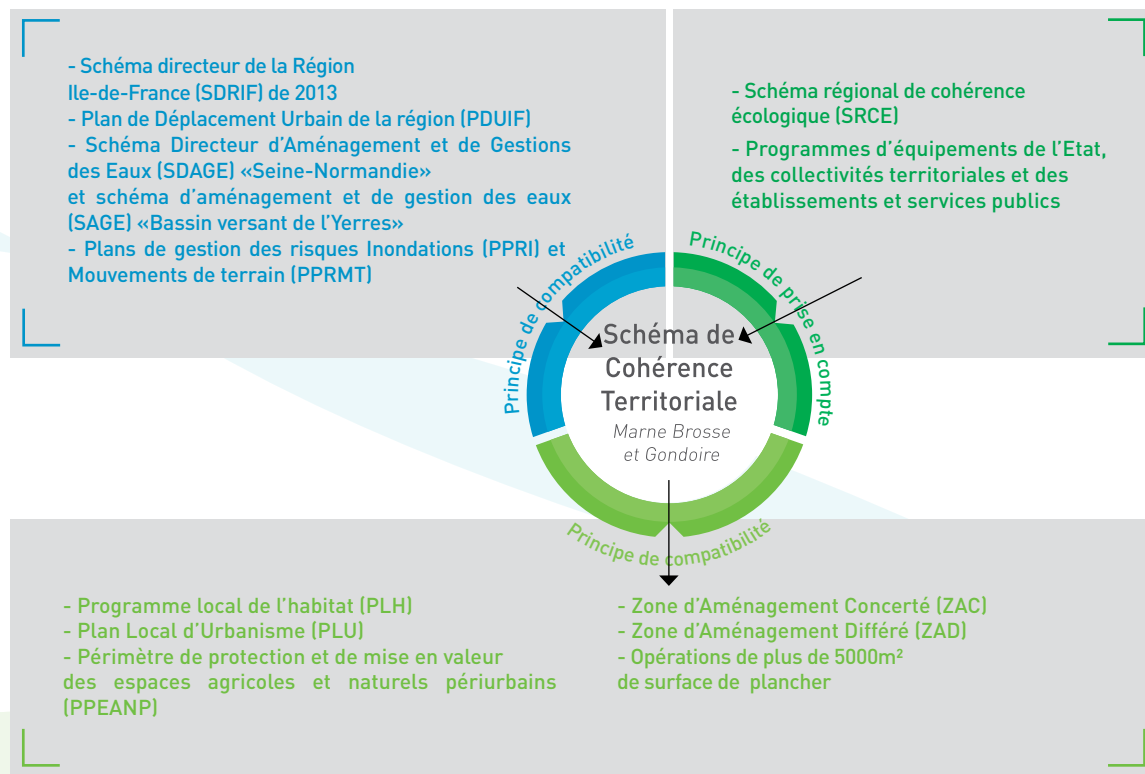 - Schéma directeur de la Région
Ile-de-France (SDRIF) de 2013
- Plan de Déplacement Urbain de la région (PDUIF)
- Schéma Directeur d’Aménagement et de Gestions
des Eaux (SDAGE) «Seine-Normandie»
et schéma d’aménagement et de gestion des eaux
(SAGE) «Bassin versant de l’Yerres»
- Plans de gestion des risques Inondations (PPRI) et
Mouvements de terrain (PPRMT)
- Schéma régional de cohérence
écologique (SRCE)
- Programmes d’équipements de l’Etat,
des collectivités territoriales et des
établissements et services publics
Principe de compatibilité
Principe de prise en compte
Schéma de
Cohérence
Territoriale
Marne Brosse
et Gondoire
Principe de compatibilité
- Programme local de l’habitat (PLH)
- Plan Local d’Urbanisme (PLU)
- Périmètre de protection et de mise en valeur
des espaces agricoles et naturels périurbains
(PPEANP)
- Zone d’Aménagement Concerté (ZAC)
- Zone d’Aménagement Différé (ZAD)
- Opérations de plus de 5000m²
de surface de plancher